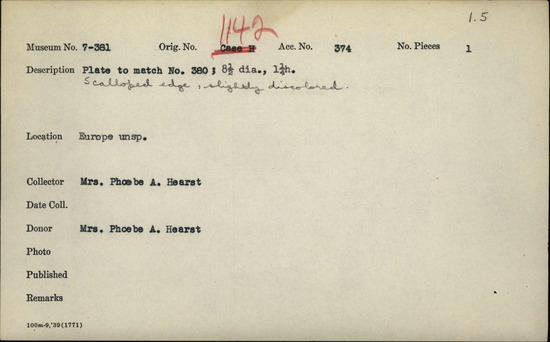 1142
1.5
Museum No. 7-381 Orig. No. Case H Acc. No. 374 No. Pieces 1
Description Plate to match No. 380; 8½ dia., 1¼h.
Scalloped edge, slightly discolored.
Location Europe unsp.
Collector Mrs. Phoebe A. Hearst
Date Coll.
Donor Mrs. Phoebe A. Hearst
Photo
Published
Remarks
100m-9,'39(1771)